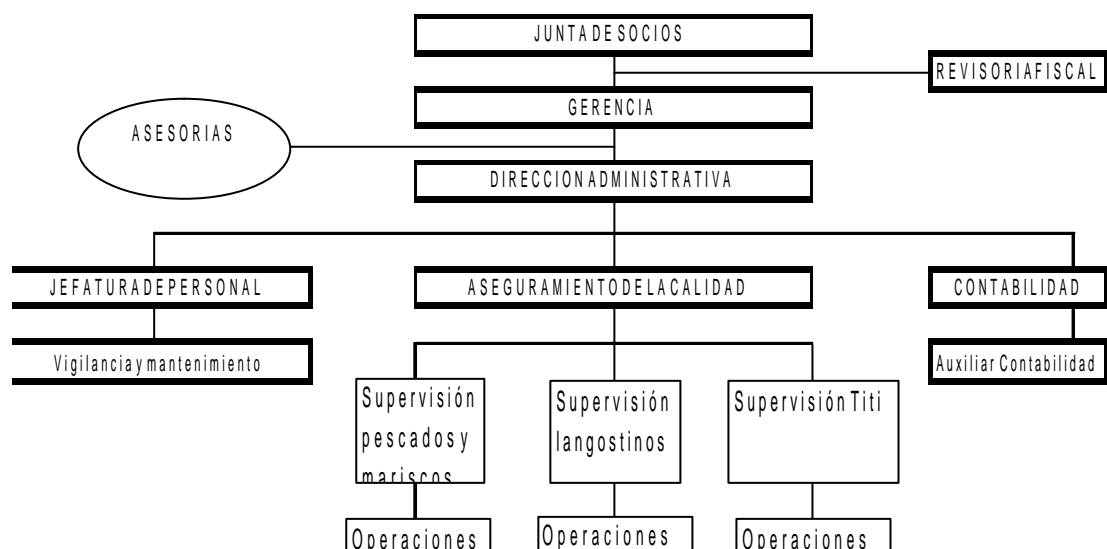 JUNTA DE SOCIOS
REVISORIA FISCAL
GERENCIA
ASESORIAS
DIRECCION ADMINISTRATIVA
JEFATURA DE PERSONAL
ASEGURAMIENTO DE LA CALIDAD
CONTABILIDAD
Vigilancia y mantenimiento
Auxiliar Contabilidad
Supervisión
pescados y
mariscos
Supervisión
langostinos
Supervisión Titi
Operaciones
Operaciones
Operaciones